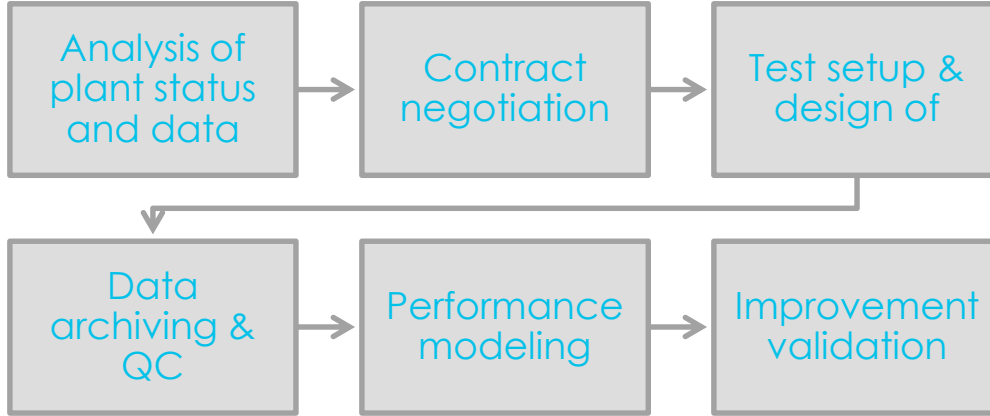 Analysis of
plant status
and data
Contract
negotiation
Test setup &
design of
Data
archiving &
QC
Performance
modeling
Improvement
validation